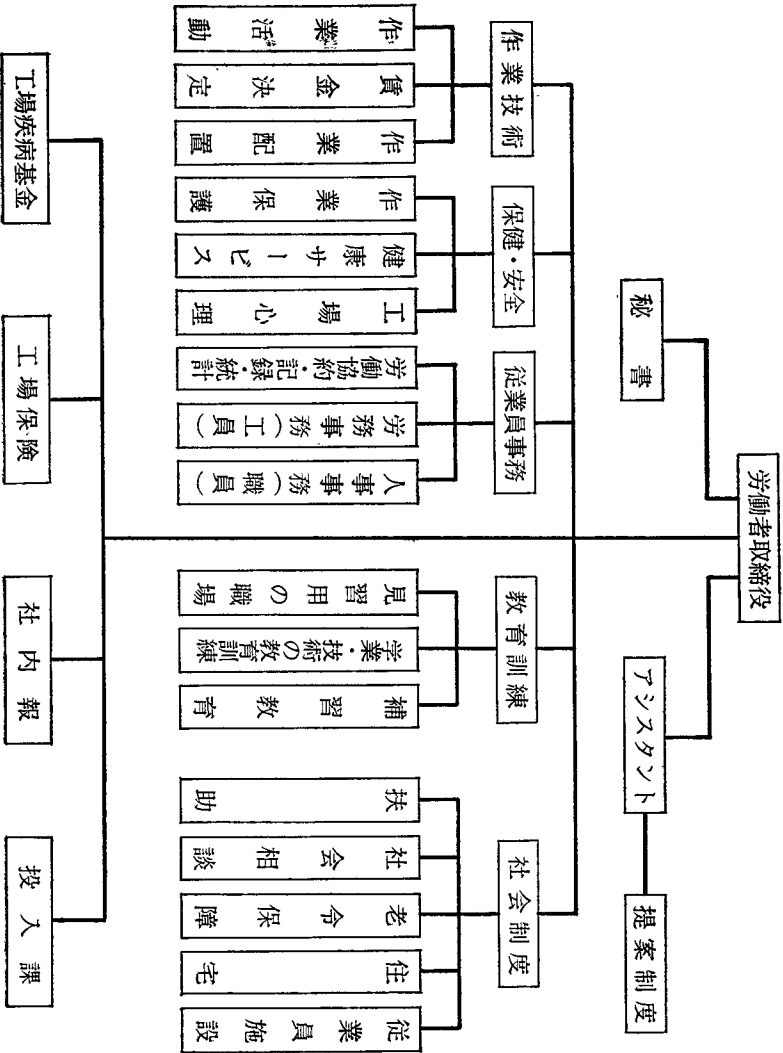 労働者取締役
秘書
アシスタント
提案制度
作業技術
保健・安全
従業員事務
教育訓練
社会制度
作業活動
賃金決定
作業配置
作業保護
健康サービス
工場心理
労働協約・記録・統計
労務事務（工員）
人事事務（職員）
見習用の職場
学業・技術の教育訓練
補習教育
扶助
社会相談
老令保障
住宅
従業員施設
工場疾病基金
工場保険
社内報
投入課